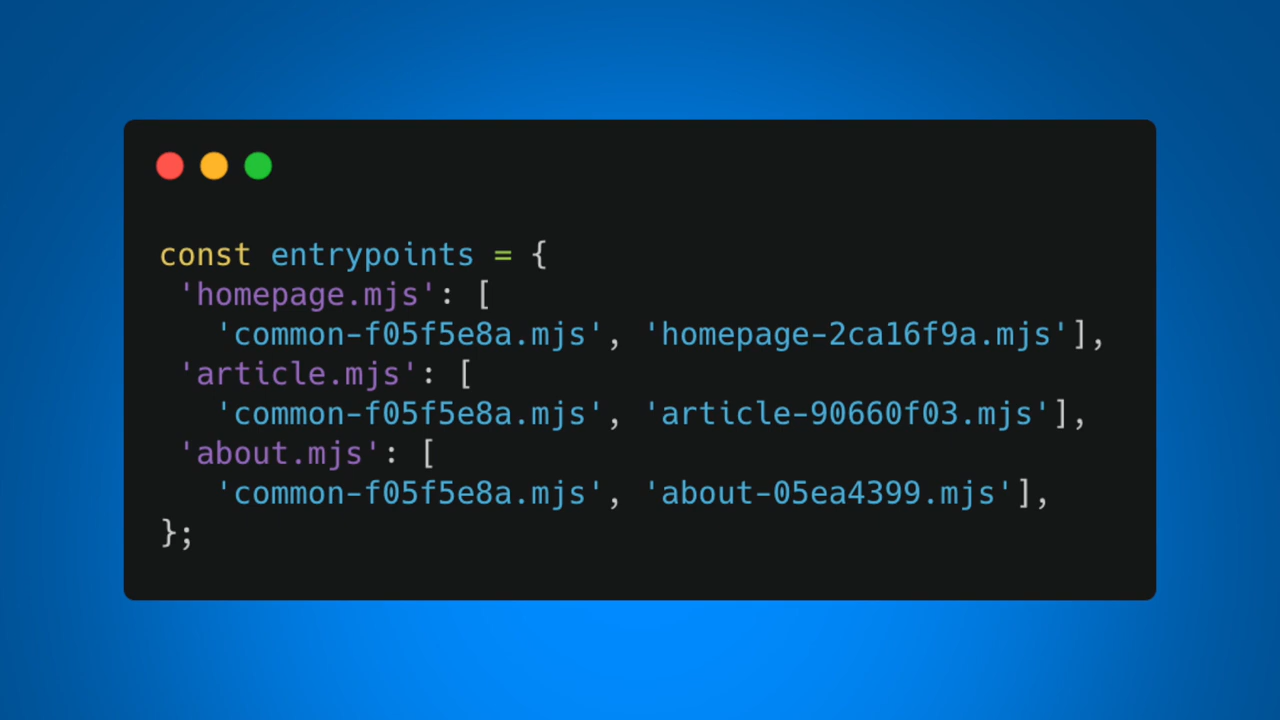 const entrypoints = {
 'homepage.mjs': [
   'common-f05f5e8a.mjs', 'homepage-2ca16f9a.mjs'],
 'article.mjs': [
   'common-f05f5e8a.mjs', 'article-90660f03.mjs'],
 'about.mjs': [
   'common-f05f5e8a.mjs', 'about-05ea4399.mjs'],
};